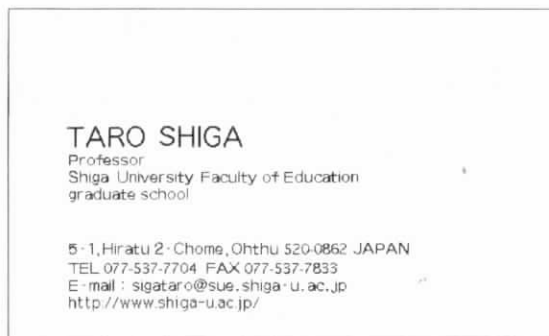 TARO SHIGA
Professor
Shiga University Faculty of Education
graduate school
5-1,Hiratu 2-Chome,Ohthu 520-0862 JAPAN
TEL 077-537-7704 FAX 077-537-7833
E-mail : sigataro@sue.shiga-u.ac.jp
http://www.shiga-u.ac.jp/